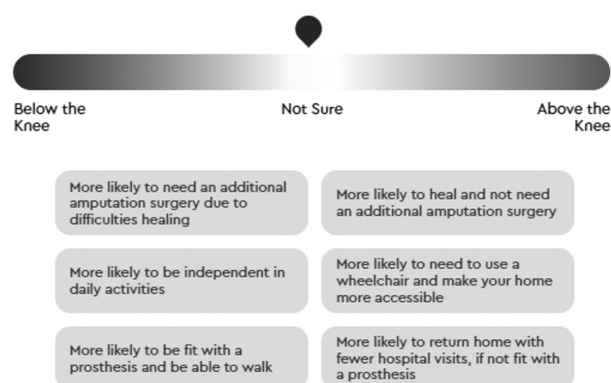 Below the
Knee
Not Sure
Above the
Knee
More likely to need an additional
amputation surgery due to
difficulties healing
More likely to heal and not need
an additional amputation surgery
More likely to be independent in
daily activities
More likely to need to use a
wheelchair and make your home
more accessible
More likely to be fit with a
prosthesis and be able to walk
More likely to return home with
fewer hospital visits, if not fit with
a prosthesis